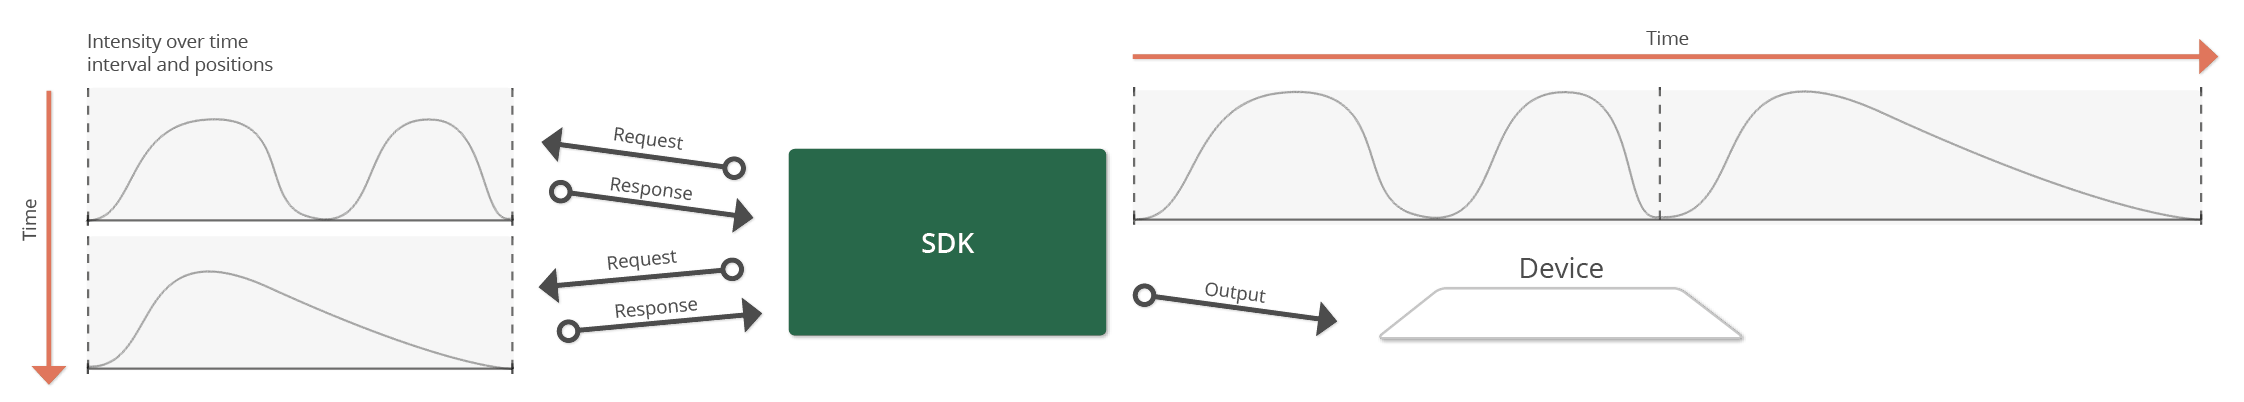 Intensity over time
interval and positions
Time
Request
Response
Request
Response
SDK
Time
Output
Device